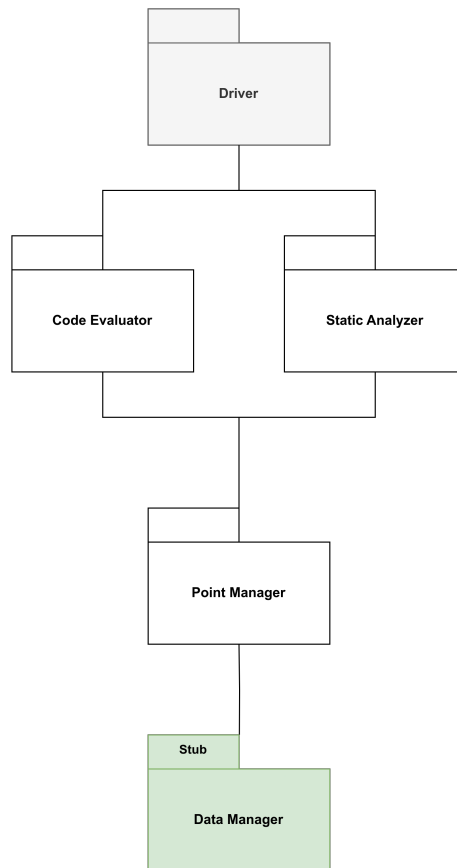 Driver
Code Evaluator
Static Analyzer
Point Manager
Stub
Data Manager